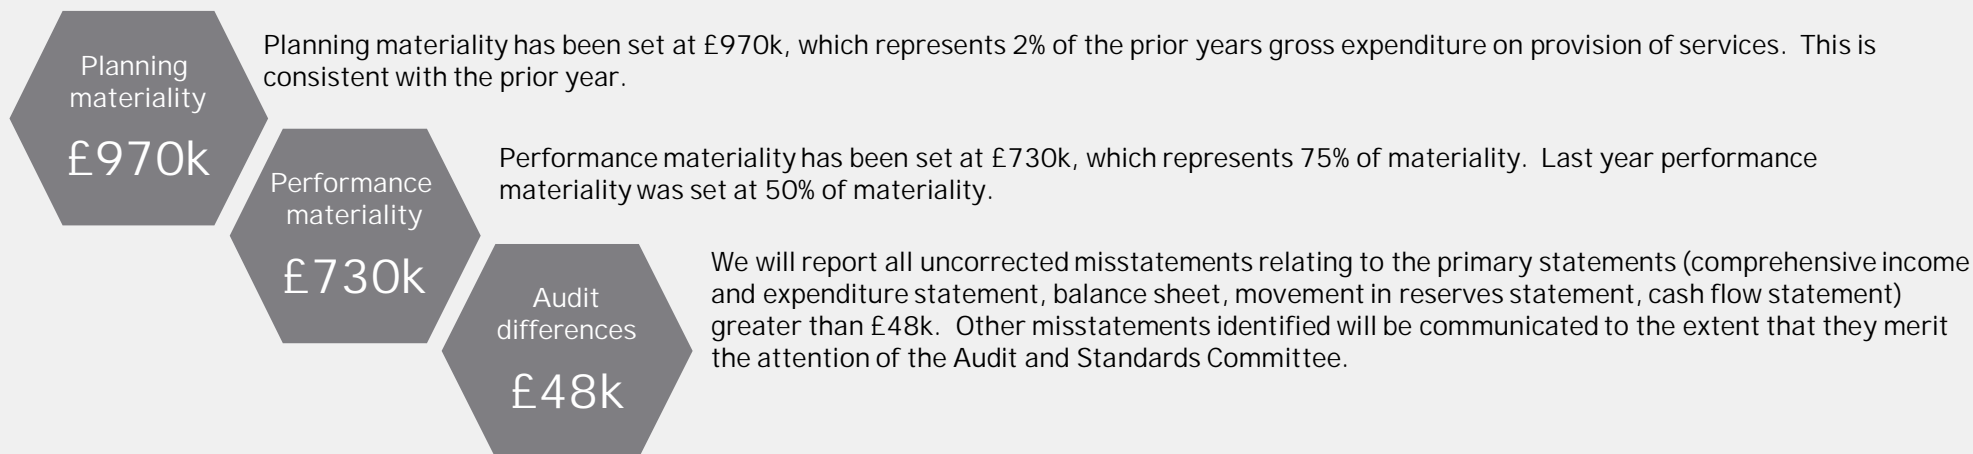 Planning
materiality
£970k
Planning materiality has been set at £970k, which represents 2% of the prior years gross expenditure on provision of services. This is
consistent with the prior year.
Performance
materiality
£730k
Performance materiality has been set at £730k, which represents 75% of materiality. Last year performance
materiality was set at 50% of materiality.
Audit
differences
£48k
We will report all uncorrected misstatements relating to the primary statements (comprehensive income
and expenditure statement, balance sheet, movement in reserves statement, cash flow statement)
greater than £48k. Other misstatements identified will be communicated to the extent that they merit
the attention of the Audit and Standards Committee.